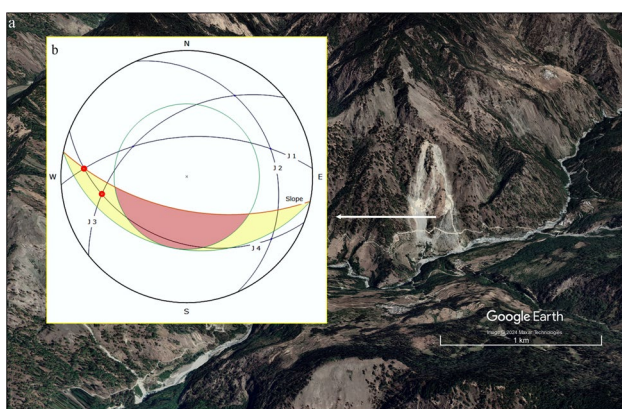 a
b
N
J 1
J 2
W
E
Slope
J 3
J 4
S
Google Earth
Image © 2024 Maxar Technologies
1 km